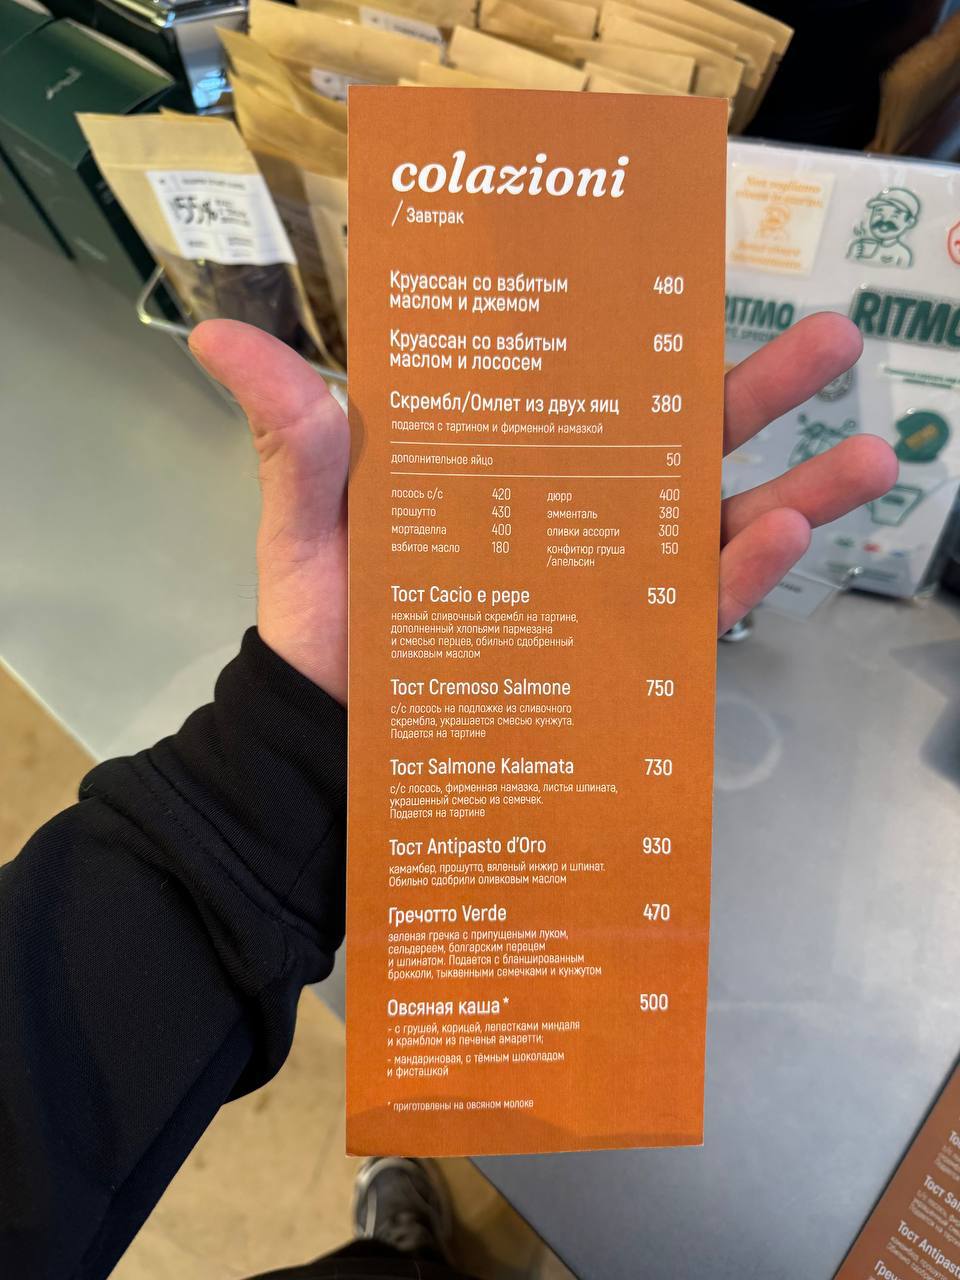 colazioni
/ Завтрак
Круассан со взбитым
маслом и джемом
480
Круассан со взбитым
маслом и лососем
650
Скрембл/Омлет из двух яиц
380
подается с тартином и фирменной намазкой
дополнительное яйцо
50
лосось с/с
420
дюрр
400
прошутто
430
эмменталь
380
мортаделла
400
оливки ассорти
300
взбитое масло
180
конфитюр груша
/апельсин
150
Тост Cacio e pepe
530
нежный сливочный скрембл на тартине,
дополненный хлопьями пармезана
и смесью перцев, обильно сдобренный
оливковым маслом
Тост Cremoso Salmone
750
с/с лосось на подложке из сливочного
скрембла, украшается смесью кунжута.
Подается на тартине
Тост Salmone Kalamata
730
с/с лосось, фирменная намазка, листья шпината,
украшенный смесью из семечек.
Подается на тартине
Тост Antipasto d'Oro
930
камамбер, прошутто, вяленый инжир и шпинат.
Обильно сдобрили оливковым маслом
Гречотто Verde
470
зеленая гречка с припущеными луком,
сельдереем, болгарским перецем
и шпинатом. Подается с бланшированным
брокколи, тыквенными семечками и кунжутом
Овсяная каша*
500
- с грушей, корицей, лепестками миндаля
и крамблом из печенья амаретти;
- мандариновая, с тёмным шоколадом
и фисташкой
* приготовлены на овсяном молоке
55%
RITMO
RITMO
Тост Antipast